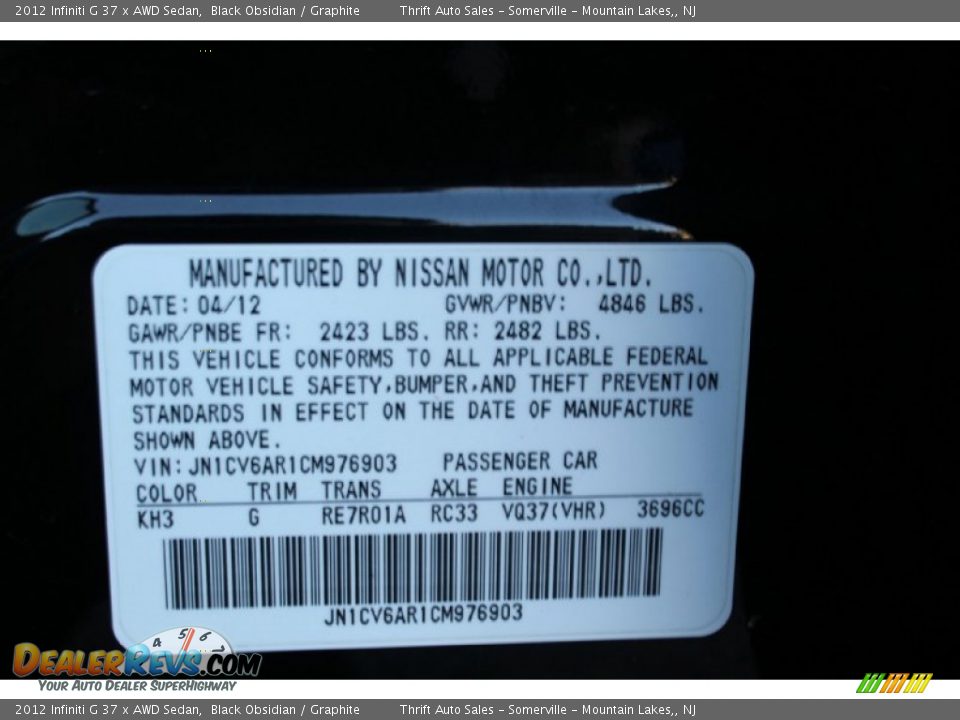 2012 Infiniti G 37 x AWD Sedan, Black Obsidian / Graphite Thrift Auto Sales - Somerville - Mountain Lakes,, NJ
MANUFACTURED BY NISSAN MOTOR CO.,LTD.
DATE: 04/12 GVWR/PNBV: 4846 LBS.
GAWR/PNBE FR: 2423 LBS. RR: 2482 LBS.
THIS VEHICLE CONFORMS TO ALL APPLICABLE FEDERAL
MOTOR VEHICLE SAFETY,BUMPER,AND THEFT PREVENTION
STANDARDS IN EFFECT ON THE DATE OF MANUFACTURE
SHOWN ABOVE.
VIN:JN1CV6AR1CM976903 PASSENGER CAR
COLOR TRIM TRANS AXLE ENGINE
KH3 G RE7R01A RC33 VQ37(VHR) 3696CC
JN1CV6AR1CM976903
4 5 6 7
DEALERREVS.COM
YOUR AUTO DEALER SUPERHIGHWAY
2012 Infiniti G 37 x AWD Sedan, Black Obsidian / Graphite Thrift Auto Sales - Somerville - Mountain Lakes,, NJ